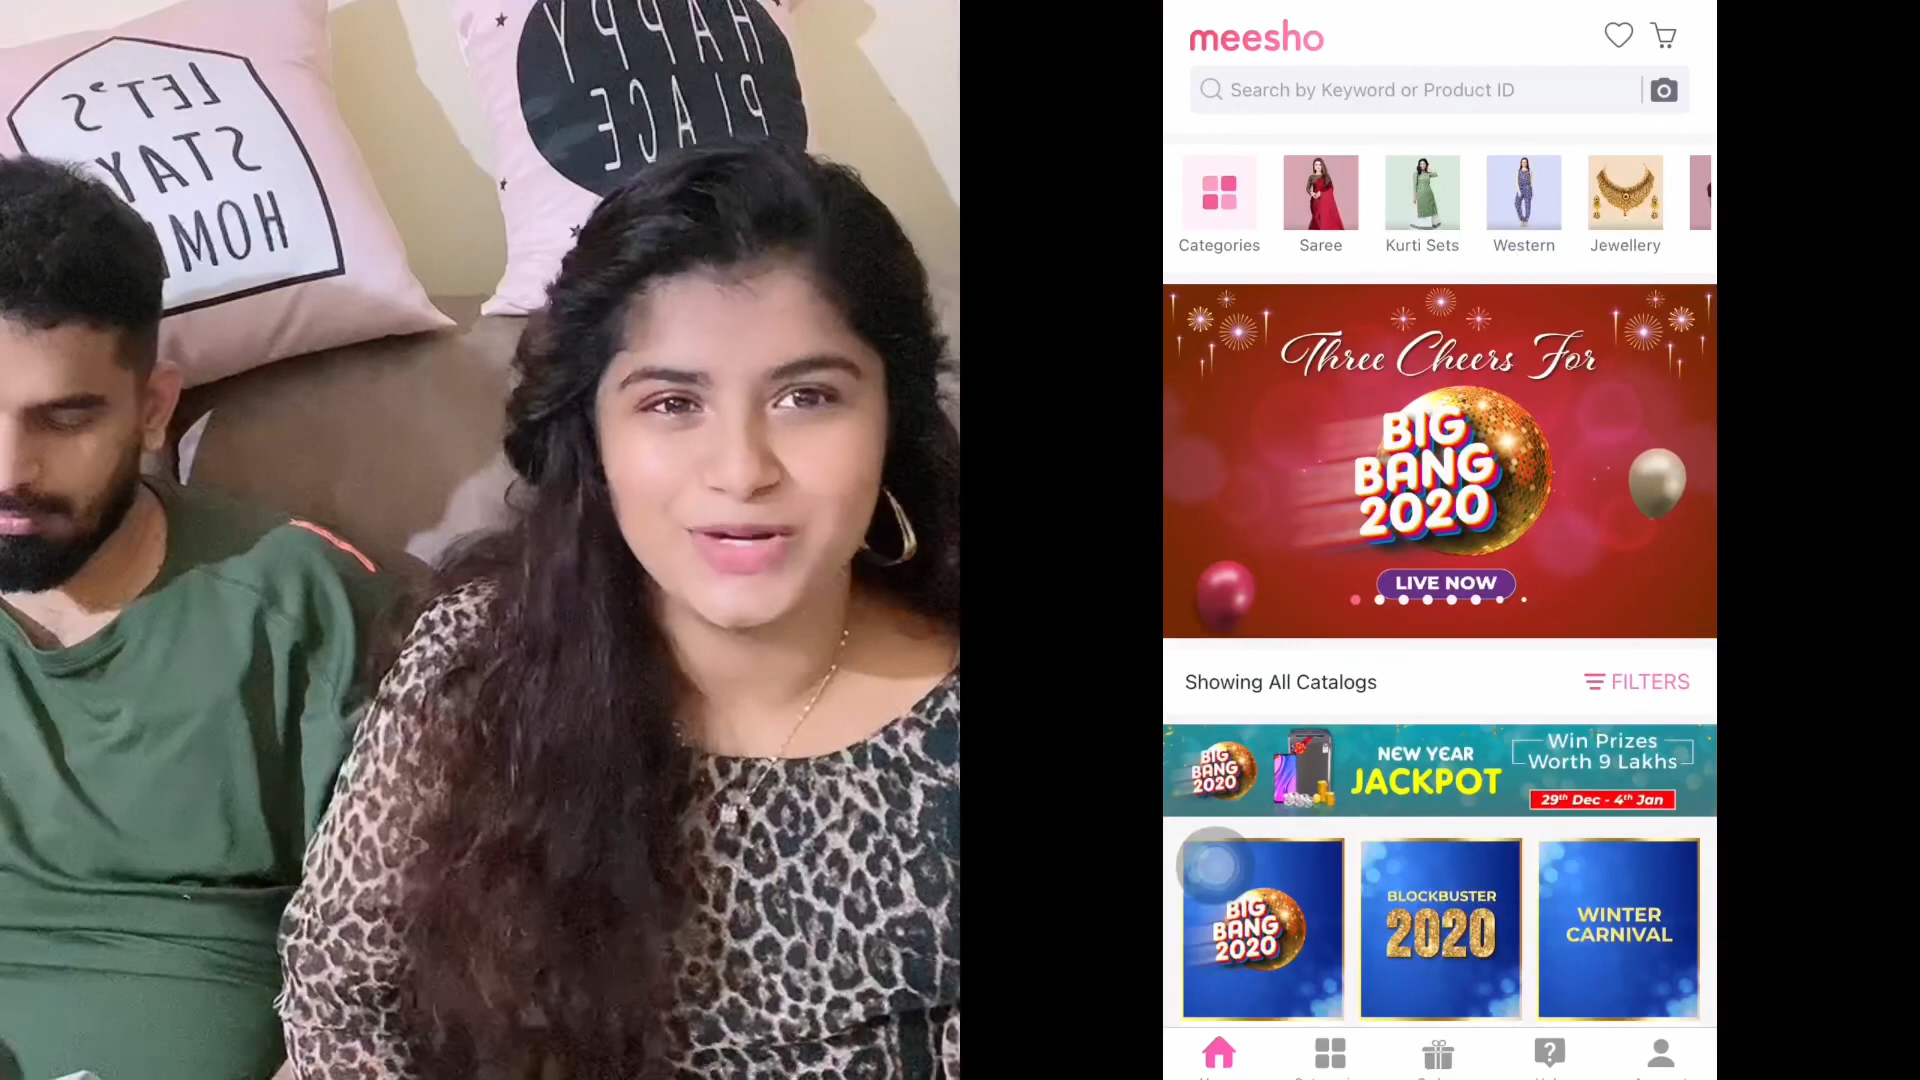 LET'S
STAY
HOM
HAPPY
PLACE
meesho
Search by Keyword or Product ID
Categories
Saree
Kurti Sets
Western
Jewellery
Three Cheers For
BIG
BANG
2020
LIVE NOW
Showing All Catalogs
FILTERS
BIG
BANG
2020
NEW YEAR
JACKPOT
Win Prizes
Worth 9 Lakhs
29th Dec - 4th Jan
BIG
BANG
2020
BLOCKBUSTER
2020
WINTER
CARNIVAL
?